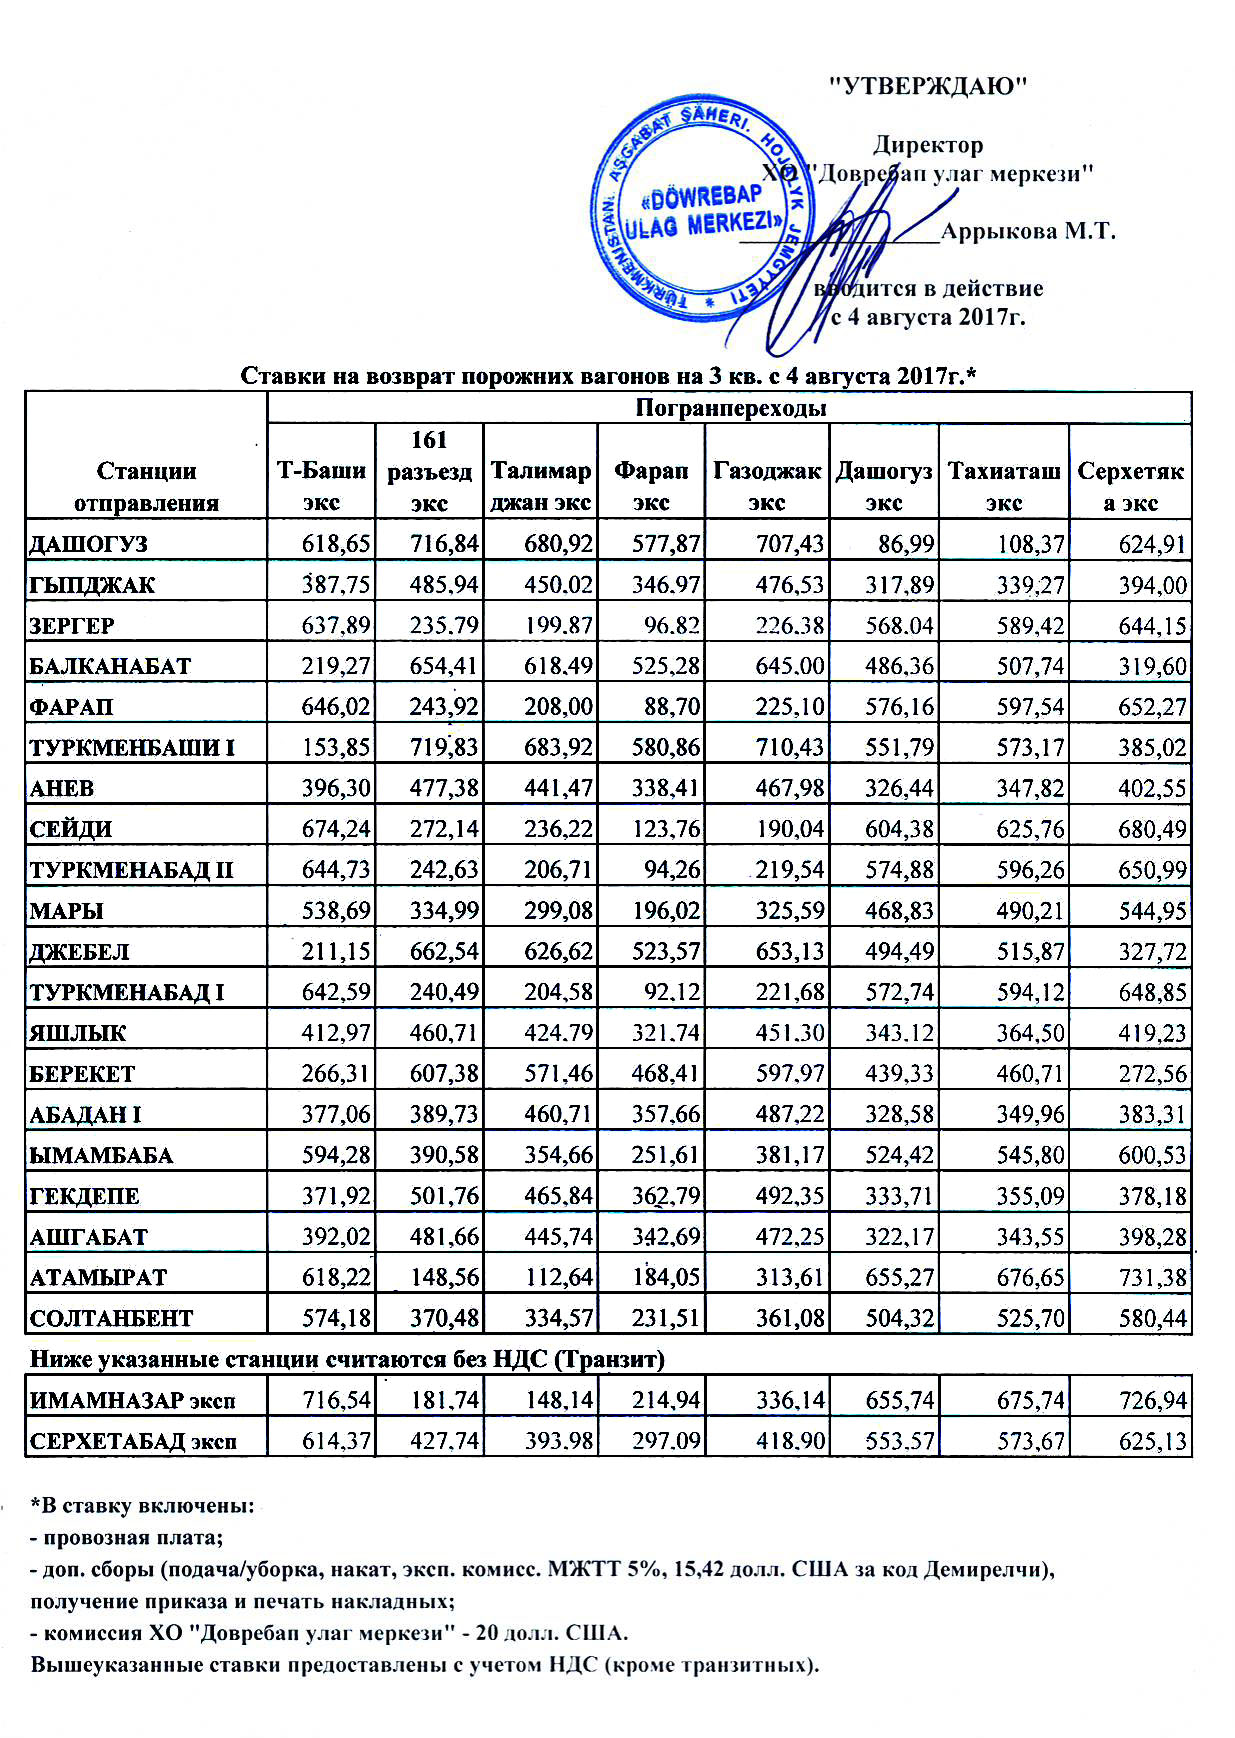 "УТВЕРЖДАЮ"
Директор
ХО "Довребап улаг меркези"
Аррыкова М.Т.
вводится в действие
с 4 августа 2017г.
TÜRKMENISTAN. AŞGABAT ŞÄHERI. HOJALYK JEMGYÝETI *
«DÖWREBAP
ULAG MERKEZI»
Ставки на возврат порожних вагонов на 3 кв. с 4 августа 2017г.*
Станции отправления Погранпереходы
Т-Баши экс 161 разъезд экс Талимар джан экс Фарап экс Газоджак экс Дашогуз экс Тахиаташ экс Серхетяк а экс
ДАШОГУЗ 618,65 716,84 680,92 577,87 707,43 86,99 108,37 624,91
ГЫПДЖАК 387,75 485,94 450,02 346,97 476,53 317,89 339,27 394,00
ЗЕРГЕР 637,89 235,79 199,87 96,82 226,38 568,04 589,42 644,15
БАЛКАНАБАТ 219,27 654,41 618,49 525,28 645,00 486,36 507,74 319,60
ФАРАП 646,02 243,92 208,00 88,70 225,10 576,16 597,54 652,27
ТУРКМЕНБАШИ I 153,85 719,83 683,92 580,86 710,43 551,79 573,17 385,02
АНЕВ 396,30 477,38 441,47 338,41 467,98 326,44 347,82 402,55
СЕЙДИ 674,24 272,14 236,22 123,76 190,04 604,38 625,76 680,49
ТУРКМЕНАБАД II 644,73 242,63 206,71 94,26 219,54 574,88 596,26 650,99
МАРЫ 538,69 334,99 299,08 196,02 325,59 468,83 490,21 544,95
ДЖЕБЕЛ 211,15 662,54 626,62 523,57 653,13 494,49 515,87 327,72
ТУРКМЕНАБАД I 642,59 240,49 204,58 92,12 221,68 572,74 594,12 648,85
ЯШЛЫК 412,97 460,71 424,79 321,74 451,30 343,12 364,50 419,23
БЕРЕКЕТ 266,31 607,38 571,46 468,41 597,97 439,33 460,71 272,56
АБАДАН I 377,06 389,73 460,71 357,66 487,22 328,58 349,96 383,31
ЫМАМБАБА 594,28 390,58 354,66 251,61 381,17 524,42 545,80 600,53
ГЕКДЕПЕ 371,92 501,76 465,84 362,79 492,35 333,71 355,09 378,18
АШГАБАТ 392,02 481,66 445,74 342,69 472,25 322,17 343,55 398,28
АТАМЫРАТ 618,22 148,56 112,64 184,05 313,61 655,27 676,65 731,38
СОЛТАНБЕНТ 574,18 370,48 334,57 231,51 361,08 504,32 525,70 580,44
Ниже указанные станции считаются без НДС (Транзит)
ИМАМНАЗАР эксп 716,54 181,74 148,14 214,94 336,14 655,74 675,74 726,94
СЕРХЕТАБАД эксп 614,37 427,74 393,98 297,09 418,90 553,57 573,67 625,13
*В ставку включены:
- провозная плата;
- доп. сборы (подача/уборка, накат, эксп. комисс. МЖТТ 5%, 15,42 долл. США за код Демирелчи),
получение приказа и печать накладных;
- комиссия ХО "Довребап улаг меркези" - 20 долл. США.
Вышеуказанные ставки предоставлены с учетом НДС (кроме транзитных).